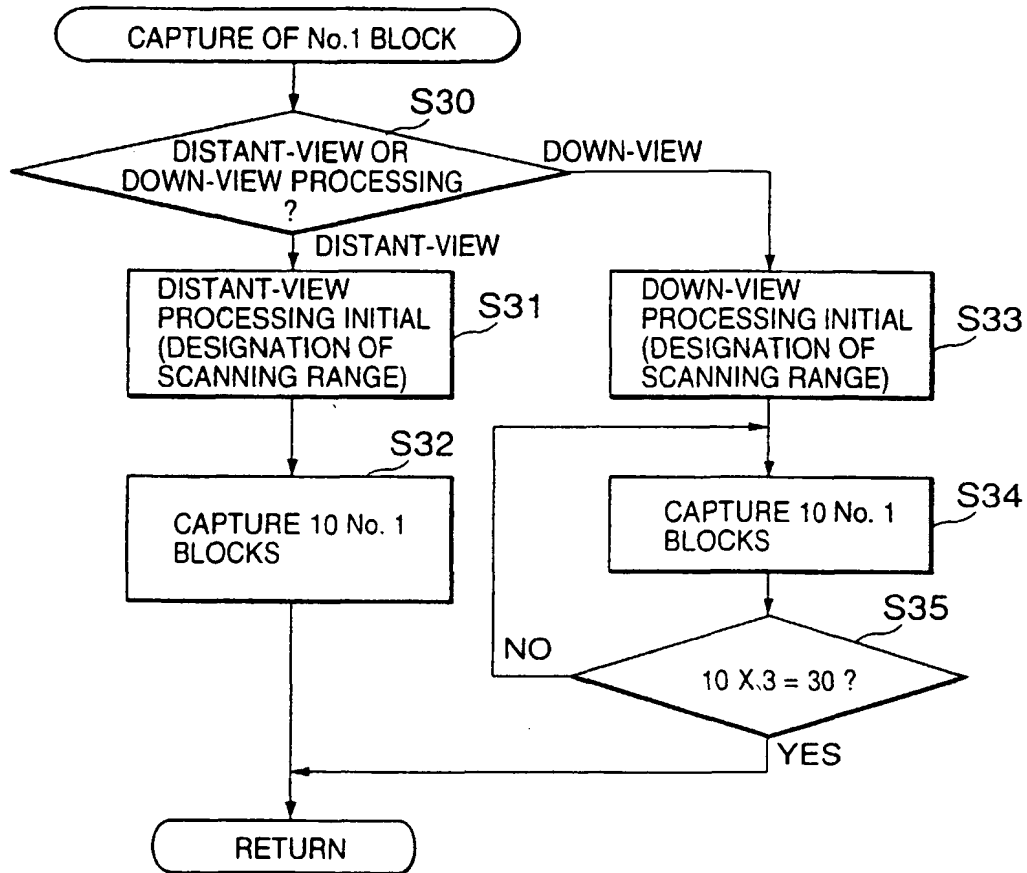 CAPTURE OF No.1 BLOCK
S30
DISTANT-VIEW OR
DOWN-VIEW PROCESSING
?
DOWN-VIEW
DISTANT-VIEW
DISTANT-VIEW
PROCESSING INITIAL
(DESIGNATION OF
SCANNING RANGE)
S31
DOWN-VIEW
PROCESSING INITIAL
(DESIGNATION OF
SCANNING RANGE)
S33
S32
CAPTURE 10 No. 1
BLOCKS
S34
CAPTURE 10 No. 1
BLOCKS
S35
NO
10 X 3 = 30 ?
YES
RETURN